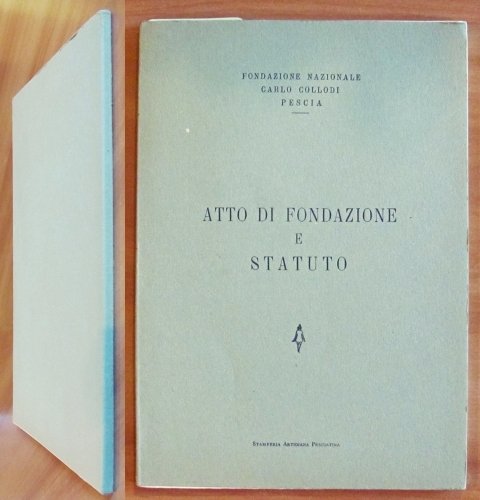 FONDAZIONE NAZIONALE
CARLO COLLODI
PESCIA
ATTO DI FONDAZIONE
E
STATUTO
STAMPERIA ARTIGIANA PESCIATINA